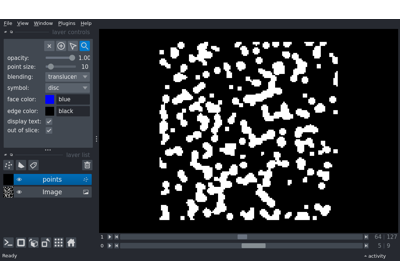 File View Window Plugins Help
layer controls
opacity: 1.00
point size: 10
blending: translucen
symbol: disc
face color: blue
edge color: black
display text:
out of slice:
layer list
points
Image
1 64 127
0 5 9
Ready activity